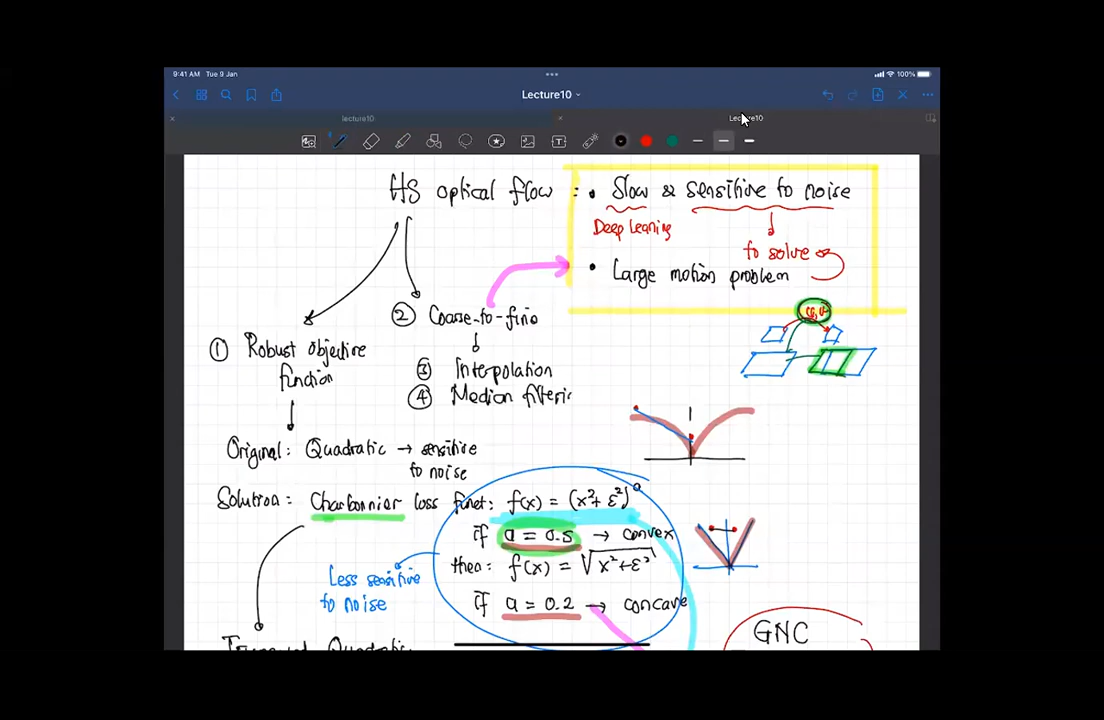 9:41 AM Tue 9 Jan
100%
Lecture10
lecture10
Lecture10
HS optical flow :
• Slow & sensitive to noise
Deep Leaning
to solve
• Large motion problem
② Coarse-to-fine
① Robust objective
function
③ Interpolation
④ Median filteri
Original: Quadratic → sensitive
to noise
Solution: Charbonnier loss funct: f(x) = (x² + ε²)ᵃ
if a = 0.5 → convex
then: f(x) = √x²+ε²
Less sensitive
to noise
if a = 0.2 → concave
GNC
Quadratic